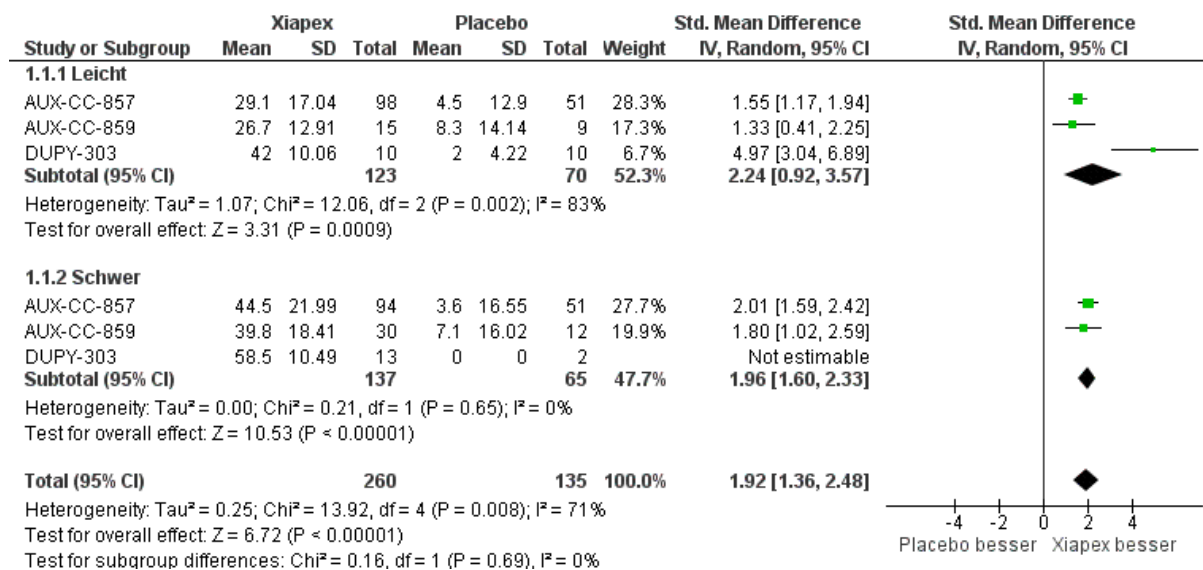 Xiapex Placebo Std. Mean Difference Std. Mean Difference
Study or Subgroup Mean SD Total Mean SD Total Weight IV, Random, 95% CI IV, Random, 95% CI
1.1.1 Leicht
AUX-CC-857 29.1 17.04 98 4.5 12.9 51 28.3% 1.55 [1.17, 1.94]
AUX-CC-859 26.7 12.91 15 8.3 14.14 9 17.3% 1.33 [0.41, 2.25]
DUPY-303 42 10.06 10 2 4.22 10 6.7% 4.97 [3.04, 6.89]
Subtotal (95% CI) 123 70 52.3% 2.24 [0.92, 3.57]
Heterogeneity: Tau² = 1.07; Chi² = 12.06, df = 2 (P = 0.002); I² = 83%
Test for overall effect: Z = 3.31 (P = 0.0009)
1.1.2 Schwer
AUX-CC-857 44.5 21.99 94 3.6 16.55 51 27.7% 2.01 [1.59, 2.42]
AUX-CC-859 39.8 18.41 30 7.1 16.02 12 19.9% 1.80 [1.02, 2.59]
DUPY-303 58.5 10.49 13 0 0 2 Not estimable
Subtotal (95% CI) 137 65 47.7% 1.96 [1.60, 2.33]
Heterogeneity: Tau² = 0.00; Chi² = 0.21, df = 1 (P = 0.65); I² = 0%
Test for overall effect: Z = 10.53 (P < 0.00001)
Total (95% CI) 260 135 100.0% 1.92 [1.36, 2.48]
Heterogeneity: Tau² = 0.25; Chi² = 13.92, df = 4 (P = 0.008); I² = 71%
Test for overall effect: Z = 6.72 (P < 0.00001)
Test for subgroup differences: Chi² = 0.16, df = 1 (P = 0.69), I² = 0%
-4 -2 0 2 4
Placebo besser Xiapex besser